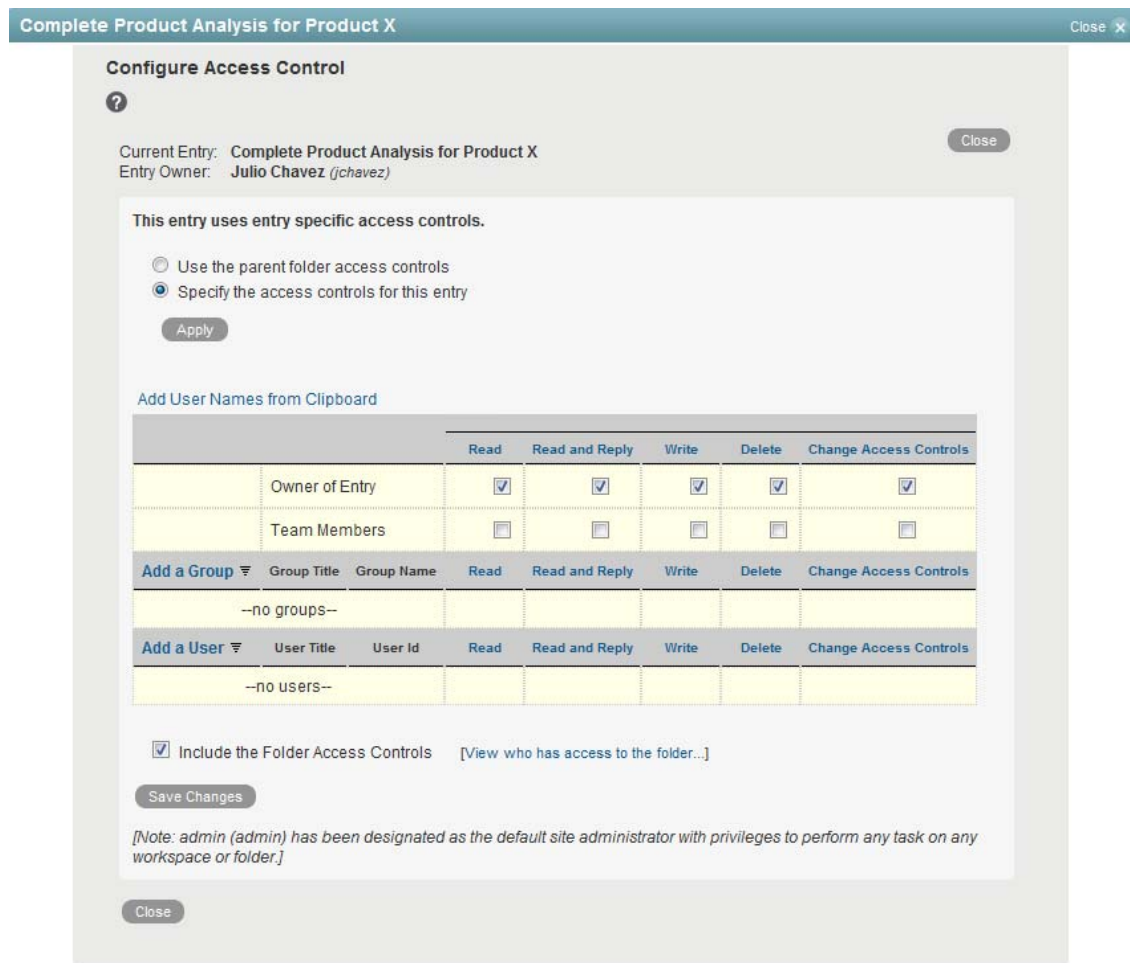 Complete Product Analysis for Product X Close x
Configure Access Control
?
Close
Current Entry: Complete Product Analysis for Product X
Entry Owner: Julio Chavez (jchavez)
This entry uses entry specific access controls.
Use the parent folder access controls
Specify the access controls for this entry
Apply
Add User Names from Clipboard
Read Read and Reply Write Delete Change Access Controls
Owner of Entry
Team Members
Add a Group Group Title Group Name Read Read and Reply Write Delete Change Access Controls
--no groups--
Add a User User Title User Id Read Read and Reply Write Delete Change Access Controls
--no users--
Include the Folder Access Controls [View who has access to the folder...]
Save Changes
[Note: admin (admin) has been designated as the default site administrator with privileges to perform any task on any
workspace or folder.]
Close